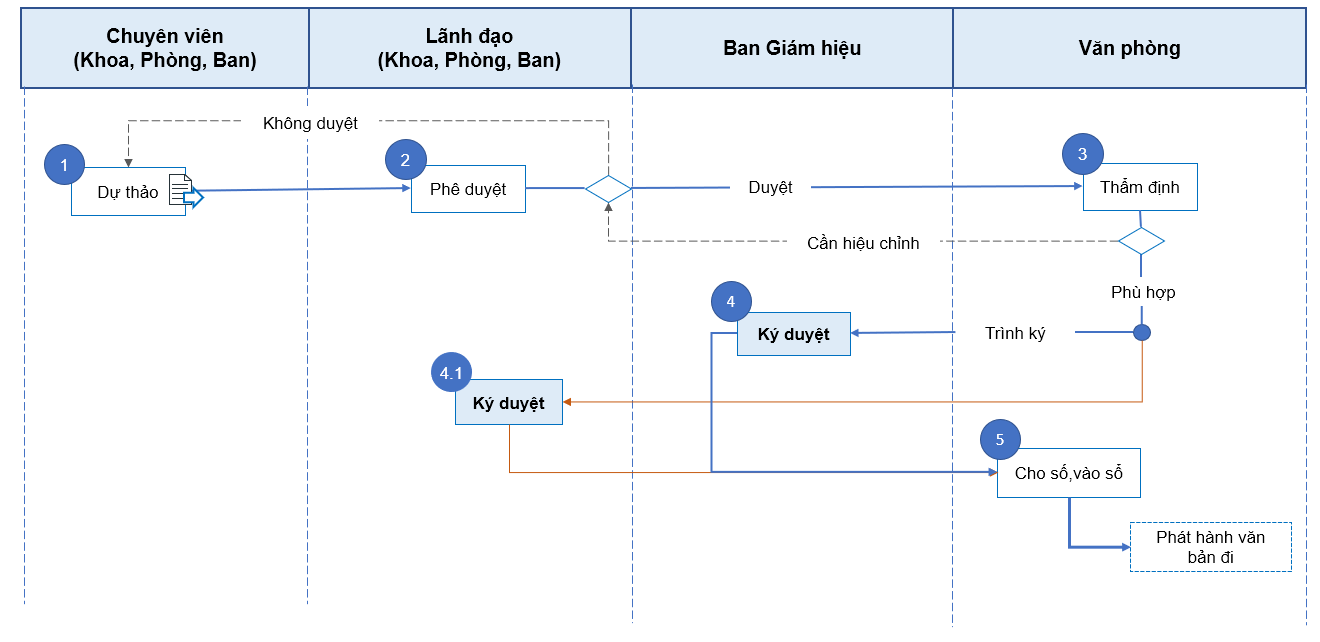 Chuyên viên
(Khoa, Phòng, Ban)
Lãnh đạo
(Khoa, Phòng, Ban)
Ban Giám hiệu
Văn phòng
Không duyệt
1
Dự thảo
2
Phê duyệt
Duyệt
3
Thẩm định
Cần hiệu chỉnh
Phù hợp
4
Ký duyệt
Trình ký
4.1
Ký duyệt
5
Cho số,vào sổ
Phát hành văn
bản đi